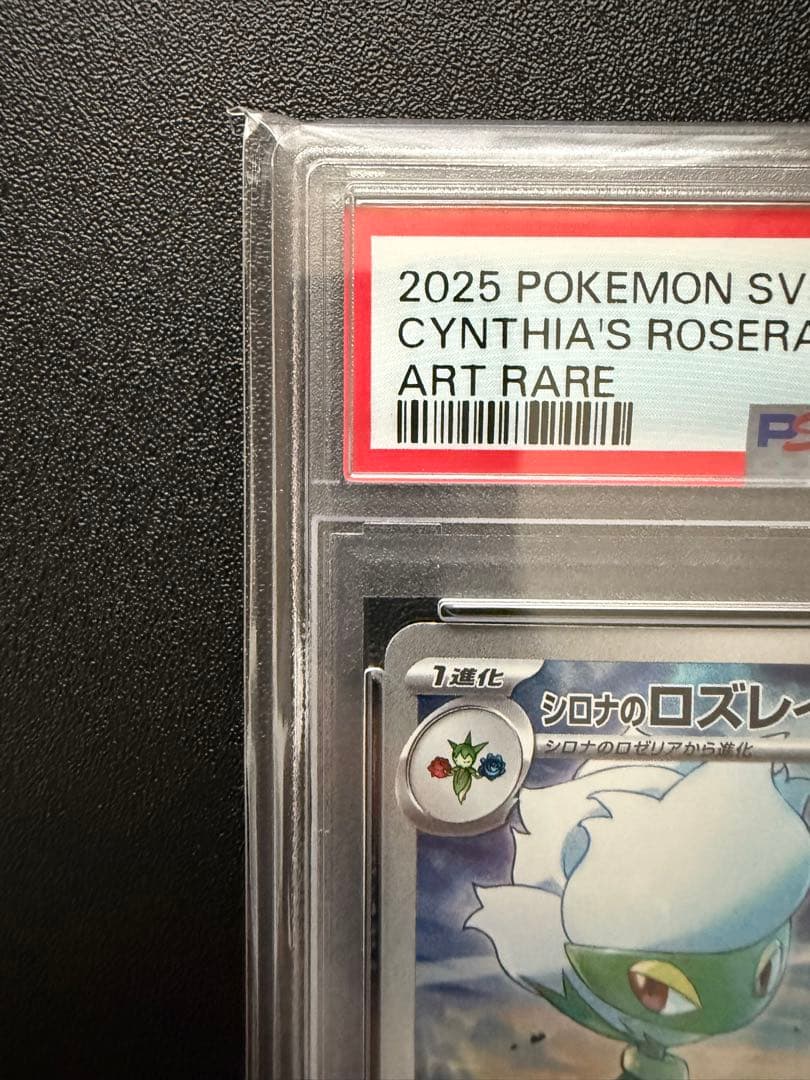 2025 POKEMON SV
CYNTHIA'S ROSERA
ART RARE
PS
1進化
シロナのロズレイ
シロナのロゼリアから進化